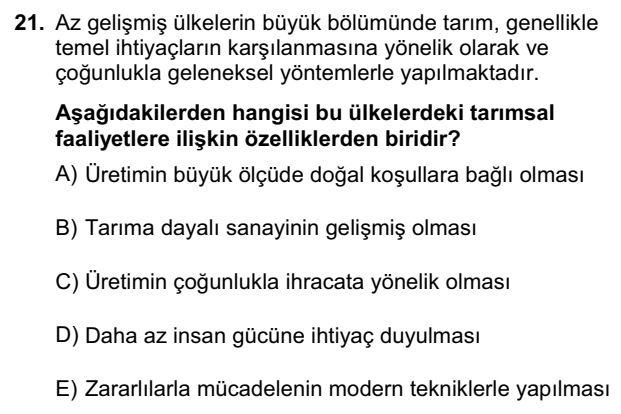 21. Az gelişmiş ülkelerin büyük bölümünde tarım, genellikle
temel ihtiyaçların karşılanmasına yönelik olarak ve
çoğunlukla geleneksel yöntemlerle yapılmaktadır.
Aşağıdakilerden hangisi bu ülkelerdeki tarımsal
faaliyetlere ilişkin özelliklerden biridir?
A) Üretimin büyük ölçüde doğal koşullara bağlı olması
B) Tarıma dayalı sanayinin gelişmiş olması
C) Üretimin çoğunlukla ihracata yönelik olması
D) Daha az insan gücüne ihtiyaç duyulması
E) Zararlılarla mücadelenin modern tekniklerle yapılması